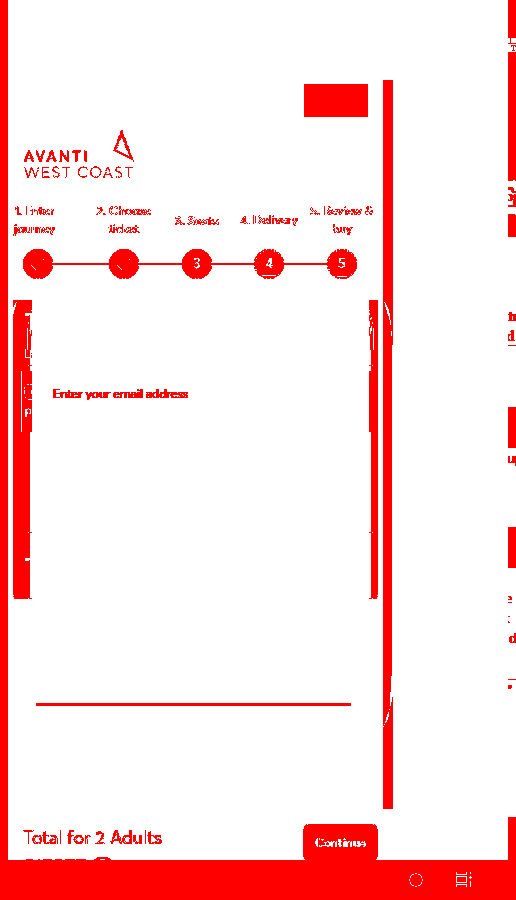 AVANTI
WEST COAST
1. Enter journey
2. Choose ticket
3. Seats
4. Delivery
5. Review & buy
3
4
5
Enter your email address
Total for 2 Adults
Continue